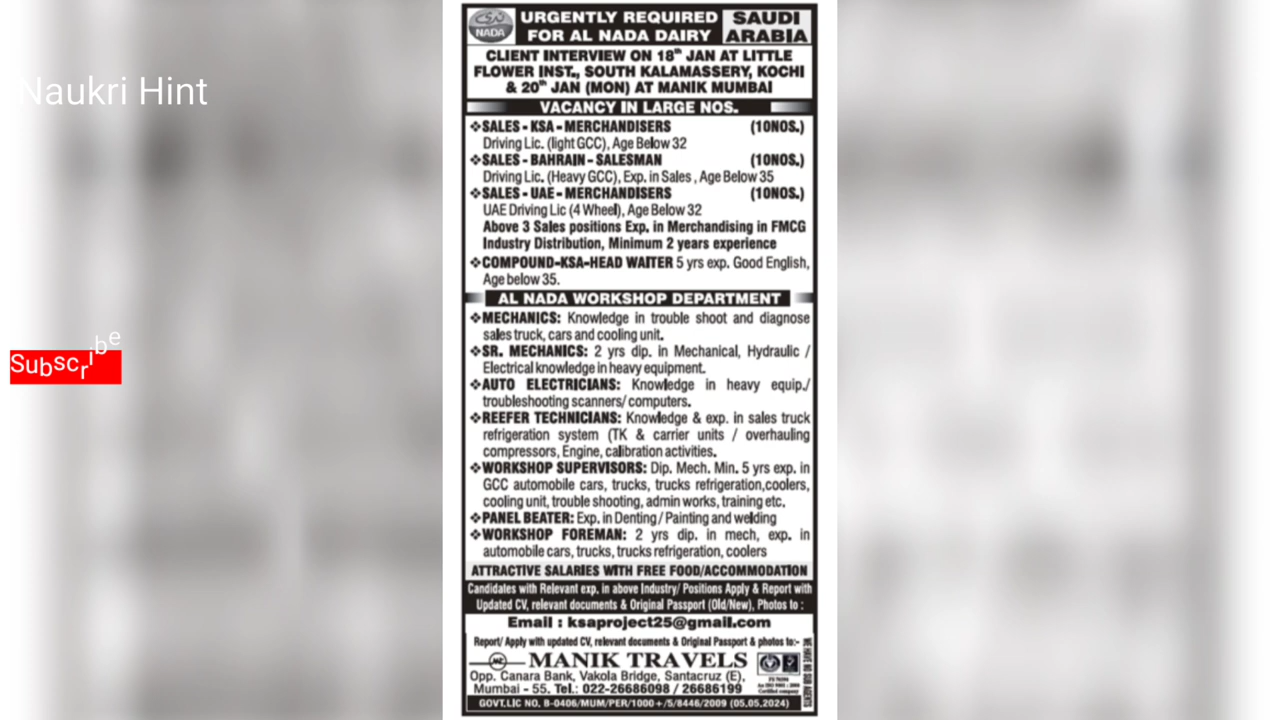 Naukri Hint
Subscribe
NADA
URGENTLY REQUIRED
FOR AL NADA DAIRY
SAUDI
ARABIA
CLIENT INTERVIEW ON 18th JAN AT LITTLE
FLOWER INST., SOUTH KALAMASSERY, KOCHI
& 20th JAN (MON) AT MANIK MUMBAI
VACANCY IN LARGE NOS.
❖SALES - KSA - MERCHANDISERS (10NOS.)
Driving Lic. (light GCC), Age Below 32
❖SALES - BAHRAIN - SALESMAN (10NOS.)
Driving Lic. (Heavy GCC), Exp. in Sales , Age Below 35
❖SALES - UAE - MERCHANDISERS (10NOS.)
UAE Driving Lic (4 Wheel), Age Below 32
Above 3 Sales positions Exp. in Merchandising in FMCG
Industry Distribution, Minimum 2 years experience
❖COMPOUND-KSA-HEAD WAITER 5 yrs exp. Good English,
Age below 35.
AL NADA WORKSHOP DEPARTMENT
❖MECHANICS: Knowledge in trouble shoot and diagnose
sales truck, cars and cooling unit.
❖SR. MECHANICS: 2 yrs dip. in Mechanical, Hydraulic /
Electrical knowledge in heavy equipment.
❖AUTO ELECTRICIANS: Knowledge in heavy equip./
troubleshooting scanners/ computers.
❖REEFER TECHNICIANS: Knowledge & exp. in sales truck
refrigeration system (TK & carrier units / overhauling
compressors, Engine, calibration activities.
❖WORKSHOP SUPERVISORS: Dip. Mech. Min. 5 yrs exp. in
GCC automobile cars, trucks, trucks refrigeration,coolers,
cooling unit, trouble shooting, admin works, training etc.
❖PANEL BEATER: Exp. in Denting / Painting and welding
❖WORKSHOP FOREMAN: 2 yrs dip. in mech, exp. in
automobile cars, trucks, trucks refrigeration, coolers
ATTRACTIVE SALARIES WITH FREE FOOD/ACCOMMODATION
Candidates with Relevant exp. in above Industry/ Positions Apply & Report with
Updated CV, relevant documents & Original Passport (Old/New), Photos to :
Email : ksaproject25@gmail.com
Report/ Apply with updated CV, relevant documents & Original Passport & photos to:-
MANIK TRAVELS
Opp. Canara Bank, Vakola Bridge, Santacruz (E),
Mumbai - 55. Tel.: 022-26686098 / 26686199
WE HAVE NO SUB AGENTS
GOVT.LIC NO. B-0406/MUM/PER/1000+/5/8446/2009 (05.05.2024)